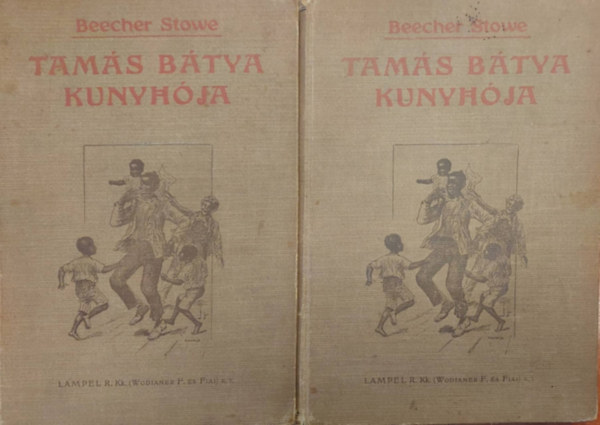 Beecher Stowe
TAMÁS BÁTYA
KUNYHÓJA
LAMPEL R. KK. (WODIANER F. ÉS FIAI) R.T.
Beecher Stowe
TAMÁS BÁTYA
KUNYHÓJA
LAMPEL R. KK. (WODIANER F. ÉS FIAI) R.T.